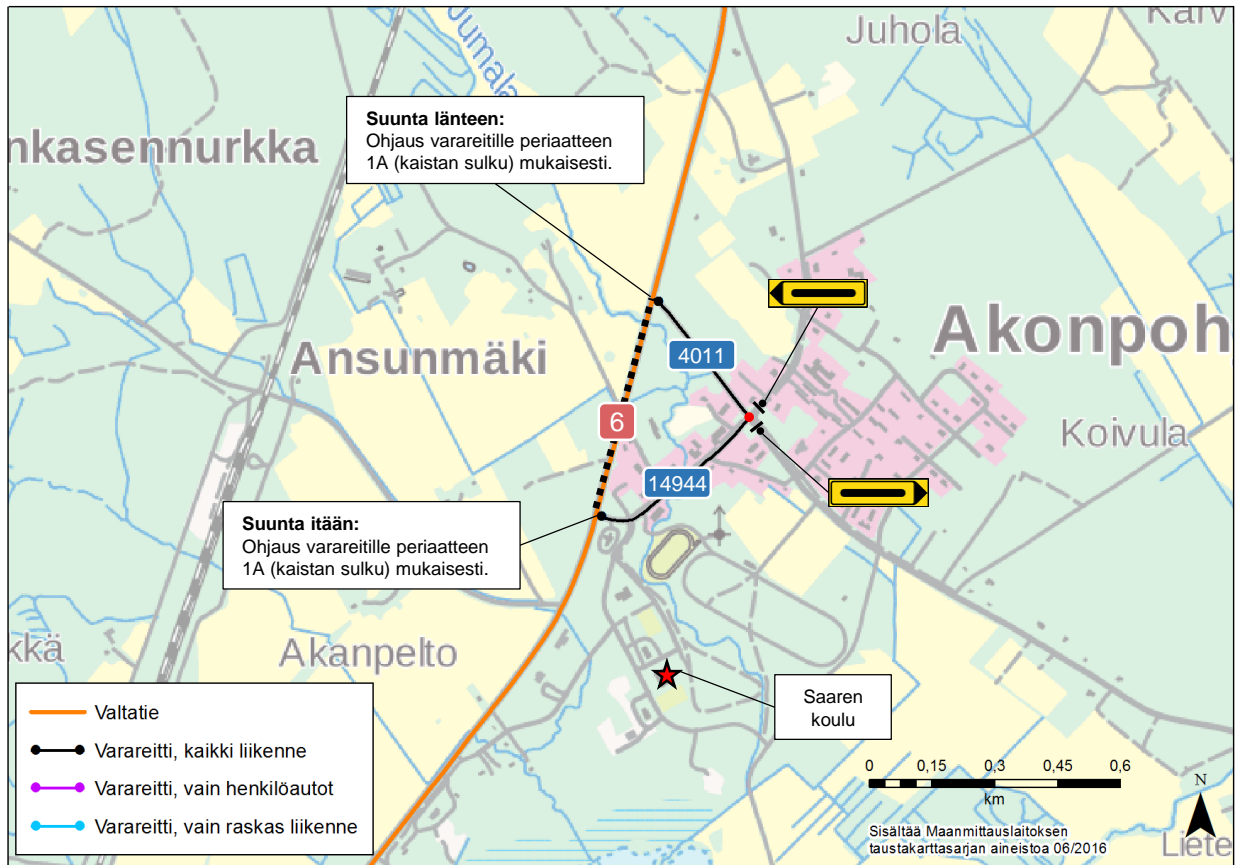 Karv
Juhola
Juumala
Suunta länteen:
Ohjaus varareitille periaatteen
1A (kaistan sulku) mukaisesti.
nkasennurkka
Akonpoh
Ansunmäki
4011
6
Koivula
14944
Suunta itään:
Ohjaus varareitille periaatteen
1A (kaistan sulku) mukaisesti.
kkä
Akanpelto
Saaren
koulu
Valtatie
Varareitti, kaikki liikenne
Varareitti, vain henkilöautot
Varareitti, vain raskas liikenne
0 0,15 0,3 0,45 0,6
km
N
Sisältää Maanmittauslaitoksen
taustakarttasarjan aineistoa 06/2016
Liete